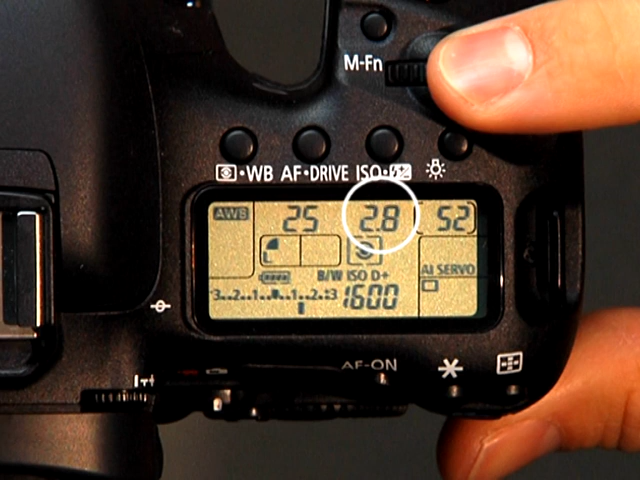 M-Fn
WB AF•DRIVE ISO
AWB 25 2.8 52
B/W ISO D+ AI SERVO
3..2..1..▪..1..2..:3 1600
AF-ON